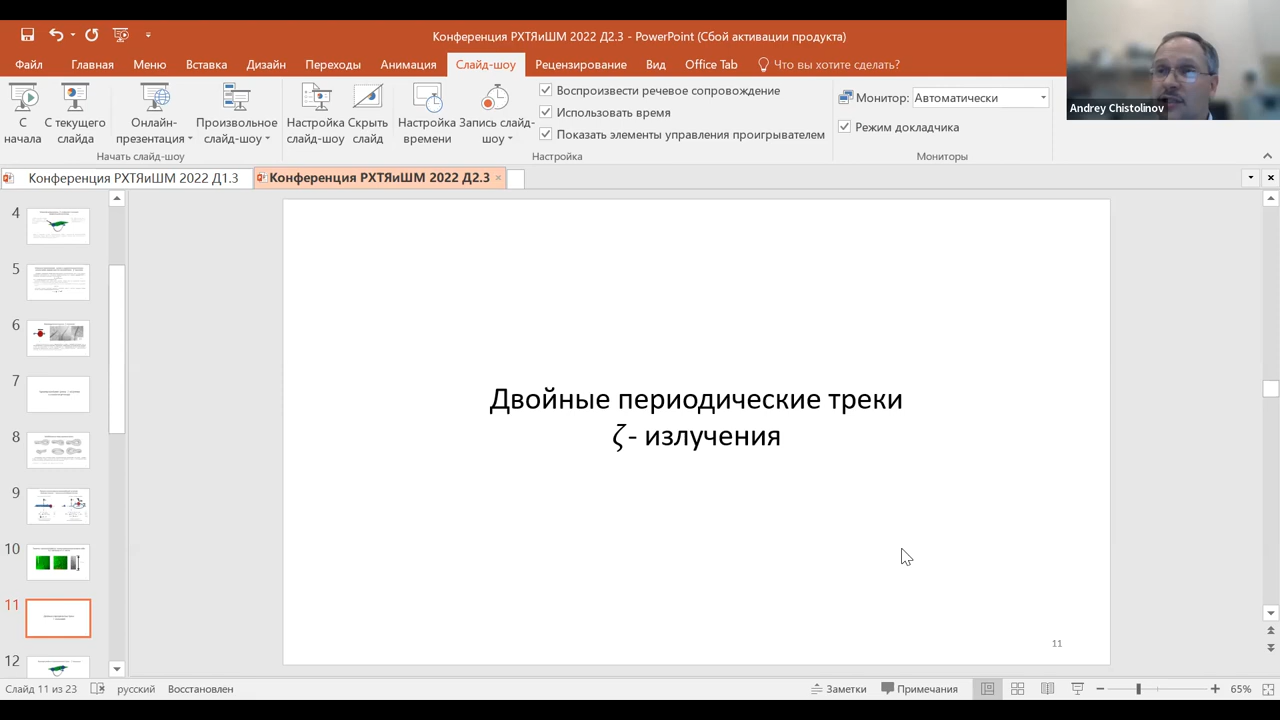 Конференция РХТЯиШМ 2022 Д2.3 - PowerPoint (Сбой активации продукта)
Файл Главная Меню Вставка Дизайн Переходы Анимация Слайд-шоу Рецензирование Вид Office Tab Что вы хотите сделать?
Andrey Chistolinov
С начала
С текущего слайда
Онлайн-презентация
Произвольное слайд-шоу
Начать слайд-шоу
Настройка слайд-шоу
Скрыть слайд
Настройка времени
Запись слайд-шоу
Воспроизвести речевое сопровождение
Использовать время
Показать элементы управления проигрывателем
Настройка
Монитор: Автоматически
Режим докладчика
Мониторы
Конференция РХТЯиШМ 2022 Д1.3
Конференция РХТЯиШМ 2022 Д2.3
4
5
6
7
8
9
10
11
12
Двойные периодические треки
ζ - излучения
11
Слайд 11 из 23 русский Восстановлен Заметки Примечания 65%